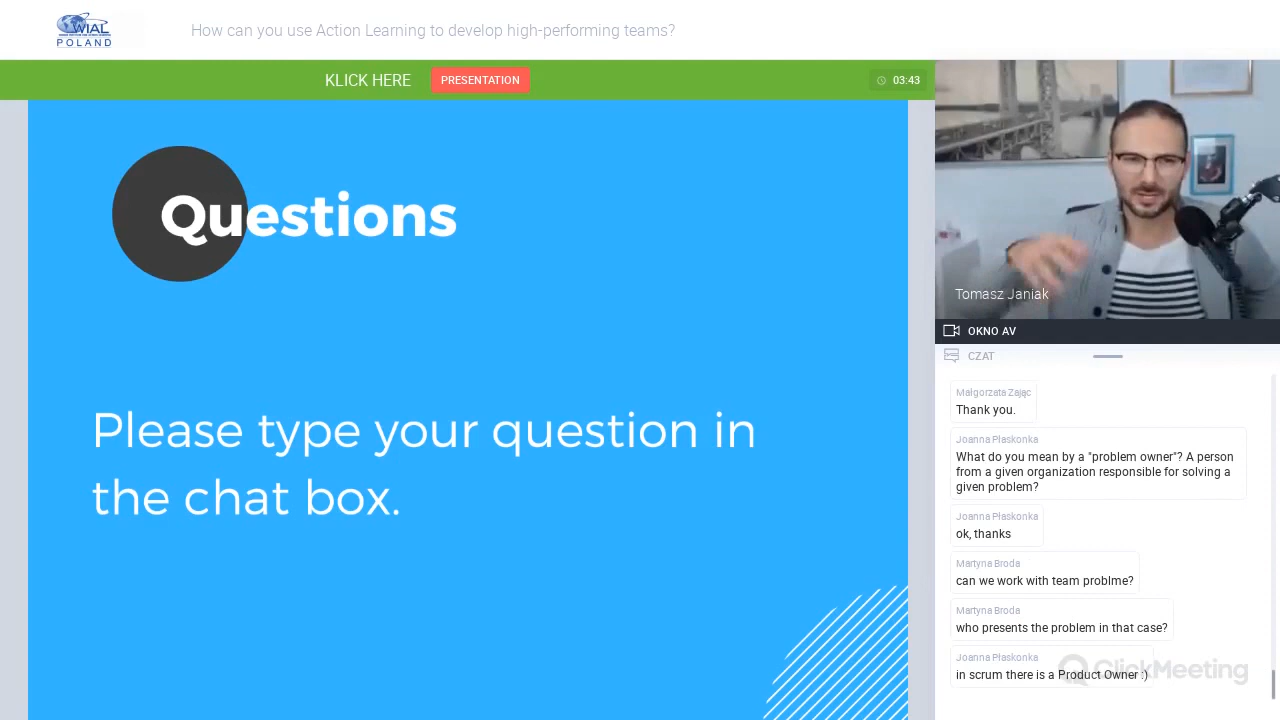 WIAL
POLAND
How can you use Action Learning to develop high-performing teams?
KLICK HERE
PRESENTATION
03:43
Questions
Please type your question in
the chat box.
Tomasz Janiak
OKNO AV
CZAT
Małgorzata Zając
Thank you.
Joanna Płaskonka
What do you mean by a "problem owner"? A person
from a given organization responsible for solving a
given problem?
Joanna Płaskonka
ok, thanks
Martyna Broda
can we work with team problme?
Martyna Broda
who presents the problem in that case?
Joanna Płaskonka
in scrum there is a Product Owner :)
ClickMeeting